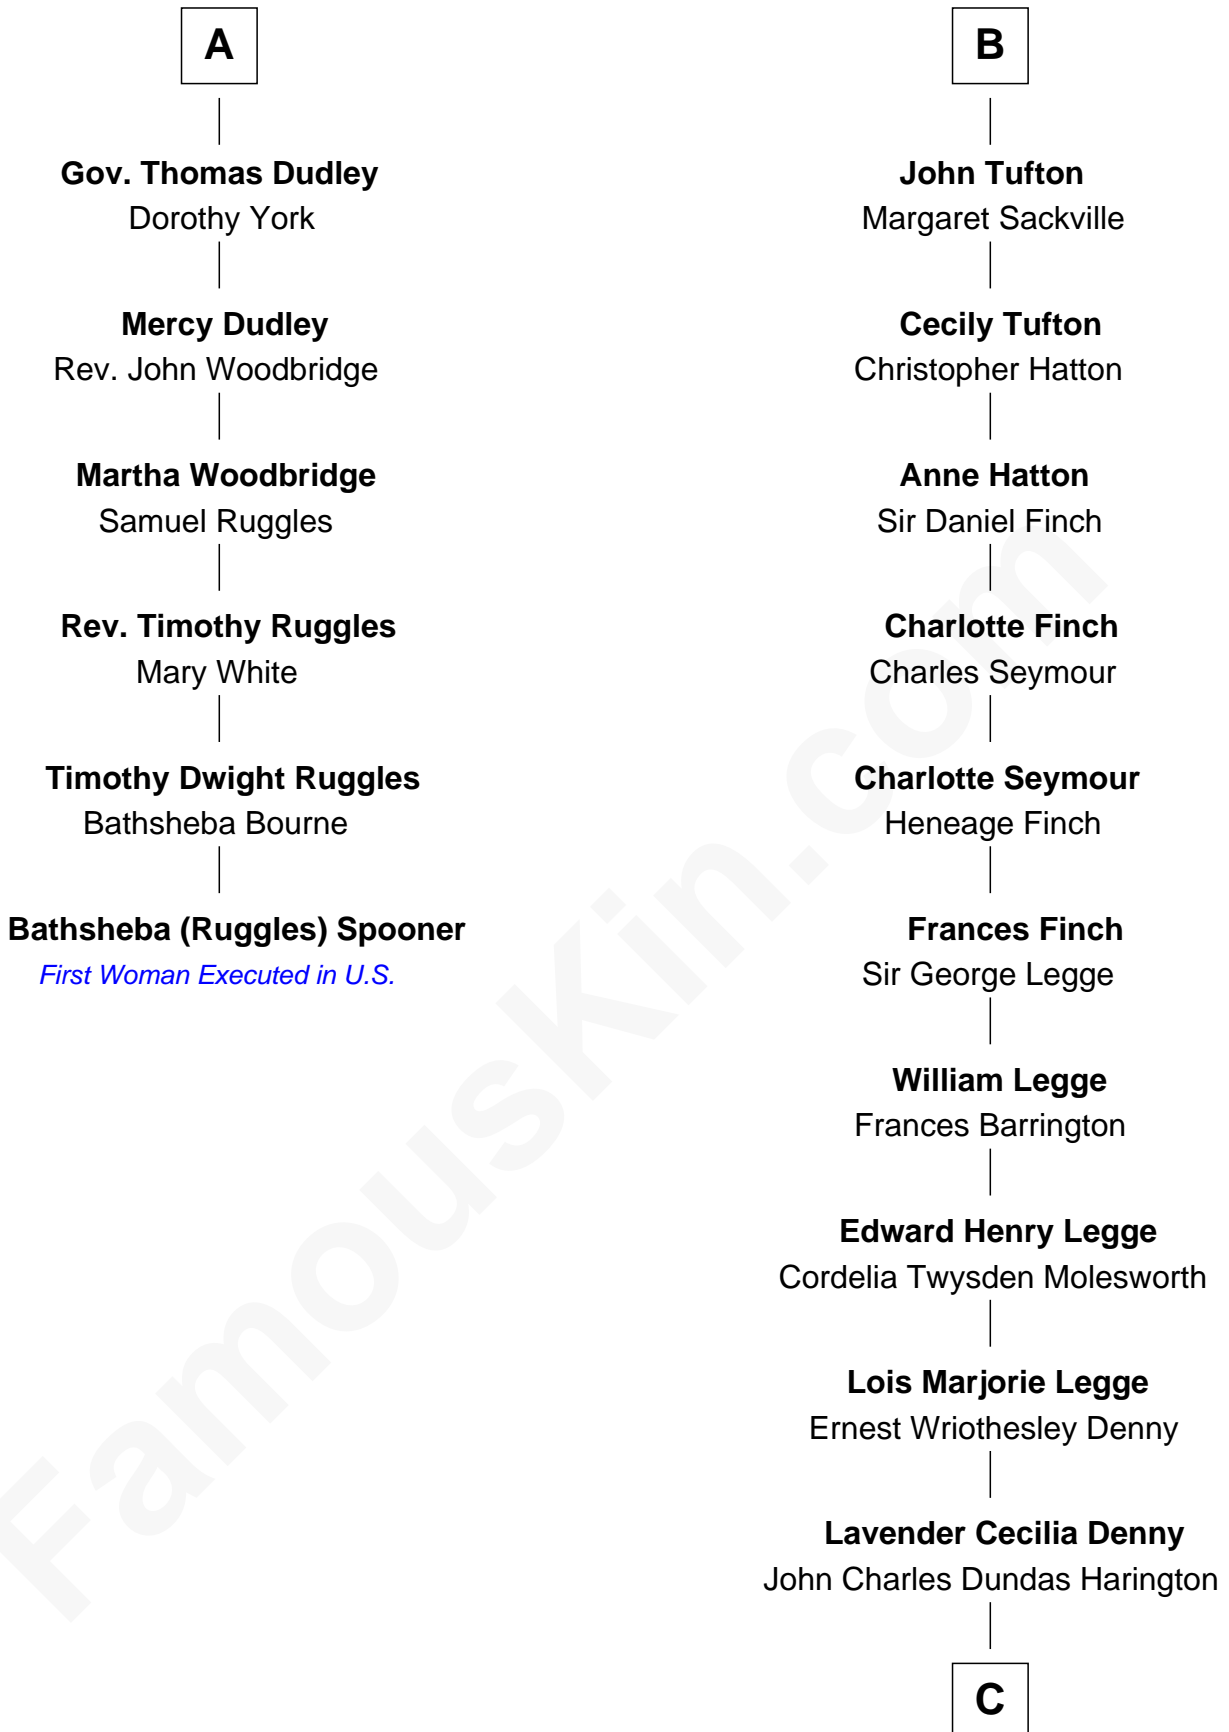 A
Gov. Thomas Dudley
Dorothy York
Mercy Dudley
Rev. John Woodbridge
Martha Woodbridge
Samuel Ruggles
Rev. Timothy Ruggles
Mary White
Timothy Dwight Ruggles
Bathsheba Bourne
Bathsheba (Ruggles) Spooner
First Woman Executed in U.S.
B
John Tufton
Margaret Sackville
Cecily Tufton
Christopher Hatton
Anne Hatton
Sir Daniel Finch
Charlotte Finch
Charles Seymour
Charlotte Seymour
Heneage Finch
Frances Finch
Sir George Legge
William Legge
Frances Barrington
Edward Henry Legge
Cordelia Twysden Molesworth
Lois Marjorie Legge
Ernest Wriothesley Denny
Lavender Cecilia Denny
John Charles Dundas Harington
C
FamousKin.com